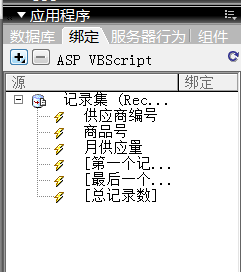 应用程序
数据库 绑定 服务器行为 组件
ASP VBScript
源 绑定
记录集 (Rec...
供应商编号
商品号
月供应量
[第一个记...
[最后一个...
[总记录数]